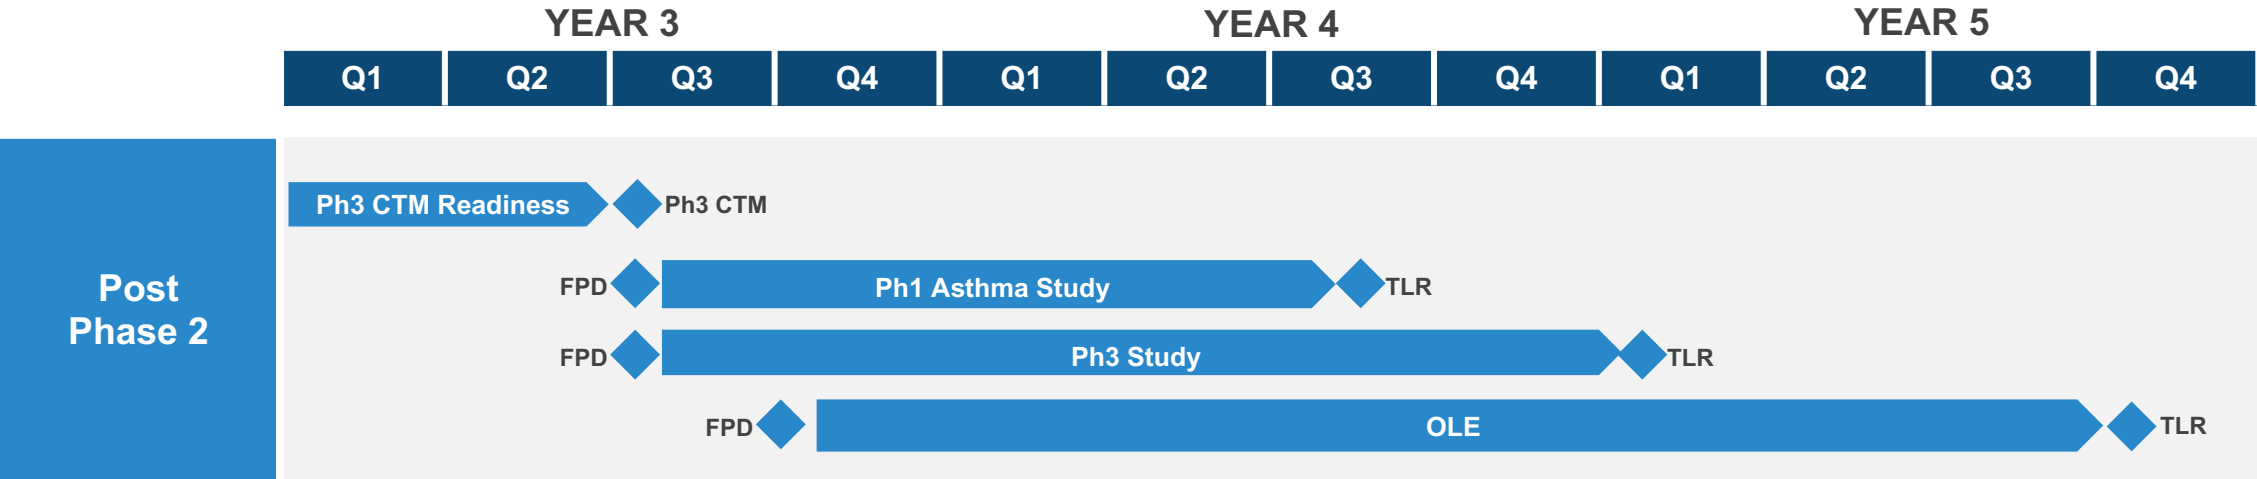 YEAR 3 YEAR 4 YEAR 5
Q1 Q2 Q3 Q4 Q1 Q2 Q3 Q4 Q1 Q2 Q3 Q4
Post
Phase 2
Ph3 CTM Readiness Ph3 CTM
FPD Ph1 Asthma Study TLR
FPD Ph3 Study TLR
FPD OLE TLR